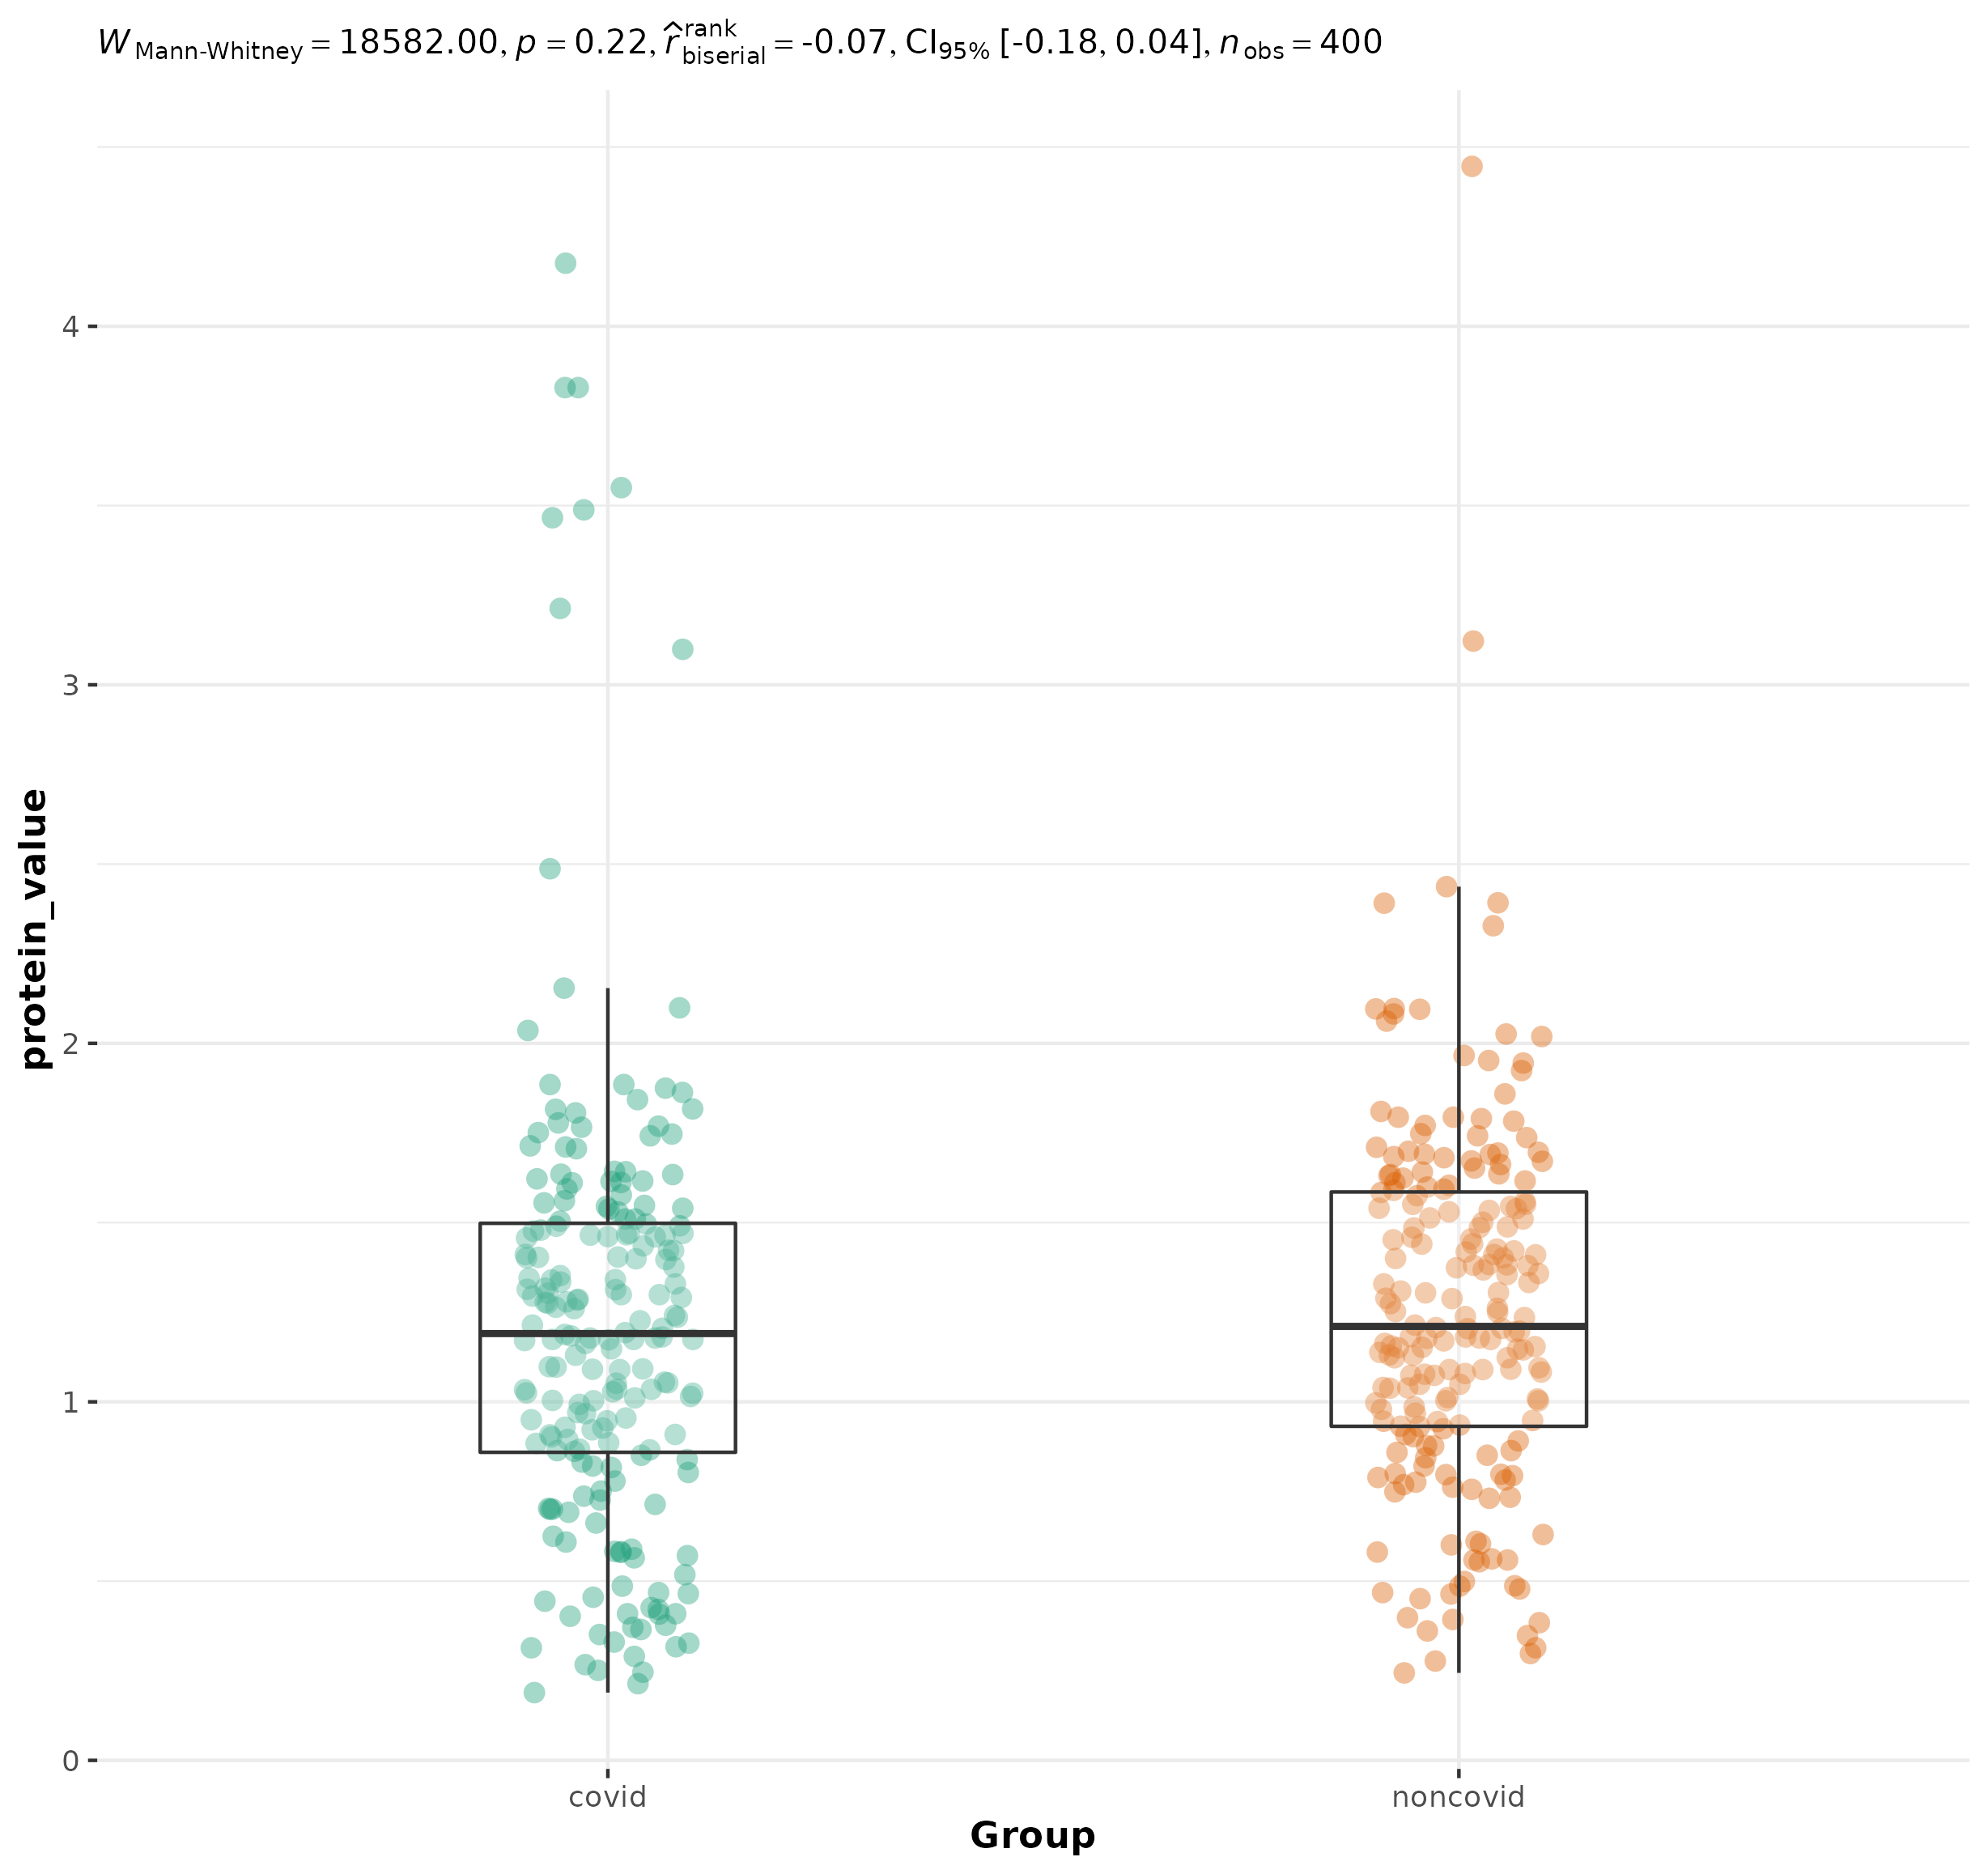 W Mann-Whitney = 18582.00, p = 0.22, r̂ rank biserial = -0.07, CI95% [-0.18, 0.04], n obs = 400
protein_value
4
3
2
1
0
covid noncovid
Group